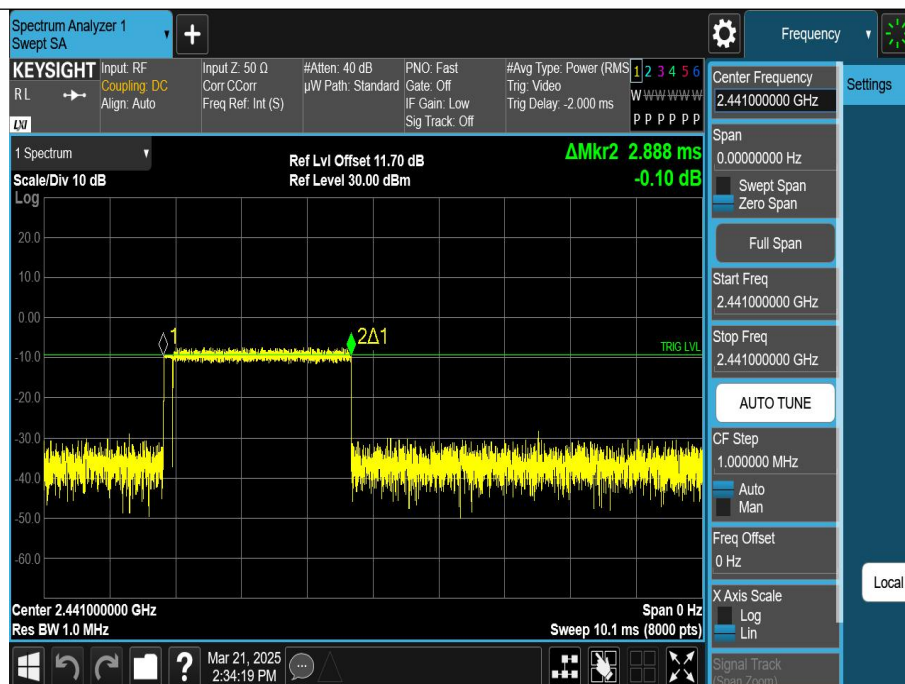 Spectrum Analyzer 1
Swept SA
+
Frequency
KEYSIGHT
RL
LXI
Input: RF
Coupling: DC
Align: Auto
Input Z: 50 Ω
Corr CCorr
Freq Ref: Int (S)
#Atten: 40 dB
µW Path: Standard
PNO: Fast
Gate: Off
IF Gain: Low
Sig Track: Off
#Avg Type: Power (RMS
Trig: Video
Trig Delay: -2.000 ms
1 2 3 4 5 6
W W W W W W
P P P P P P
1 Spectrum
Scale/Div 10 dB
Log
Ref Lvl Offset 11.70 dB
Ref Level 30.00 dBm
ΔMkr2 2.888 ms
-0.10 dB
20.0
10.0
0.00
-10.0
-20.0
-30.0
-40.0
-50.0
-60.0
1
2Δ1
TRIG LVL
Center 2.441000000 GHz
Res BW 1.0 MHz
Span 0 Hz
Sweep 10.1 ms (8000 pts)
?
Mar 21, 2025
2:34:19 PM
Center Frequency
2.441000000 GHz
Span
0.00000000 Hz
Swept Span
Zero Span
Full Span
Start Freq
2.441000000 GHz
Stop Freq
2.441000000 GHz
AUTO TUNE
CF Step
1.000000 MHz
Auto
Man
Freq Offset
0 Hz
X Axis Scale
Log
Lin
Signal Track
(Span Zoom)
Settings
Local